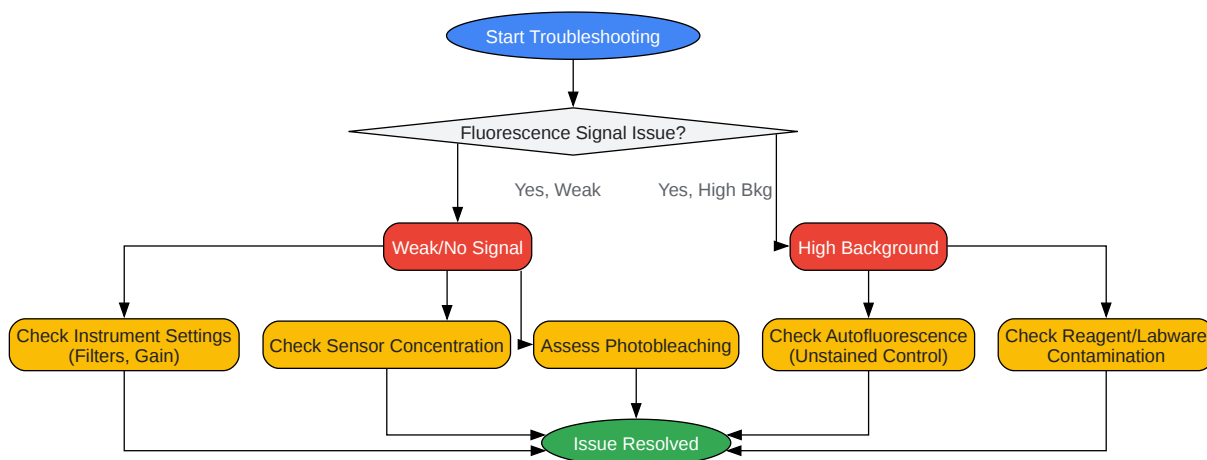 Start Troubleshooting
Fluorescence Signal Issue?
Yes, Weak
Yes, High Bkg
Weak/No Signal
High Background
Check Instrument Settings
(Filters, Gain)
Check Sensor Concentration
Assess Photobleaching
Check Autofluorescence
(Unstained Control)
Check Reagent/Labware
Contamination
Issue Resolved